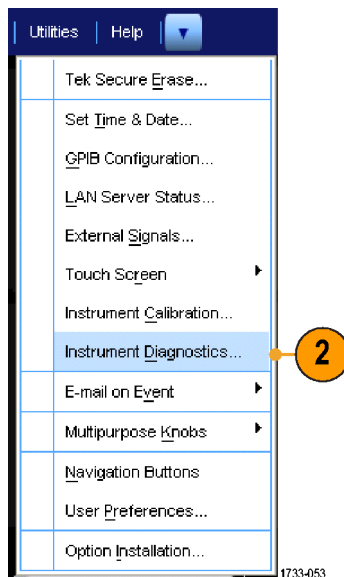 Utilities Help
Tek Secure Erase...
Set Time & Date...
GPIB Configuration...
LAN Server Status...
External Signals...
Touch Screen
Instrument Calibration...
Instrument Diagnostics...
2
E-mail on Event
Multipurpose Knobs
Navigation Buttons
User Preferences...
Option Installation...
1733-053